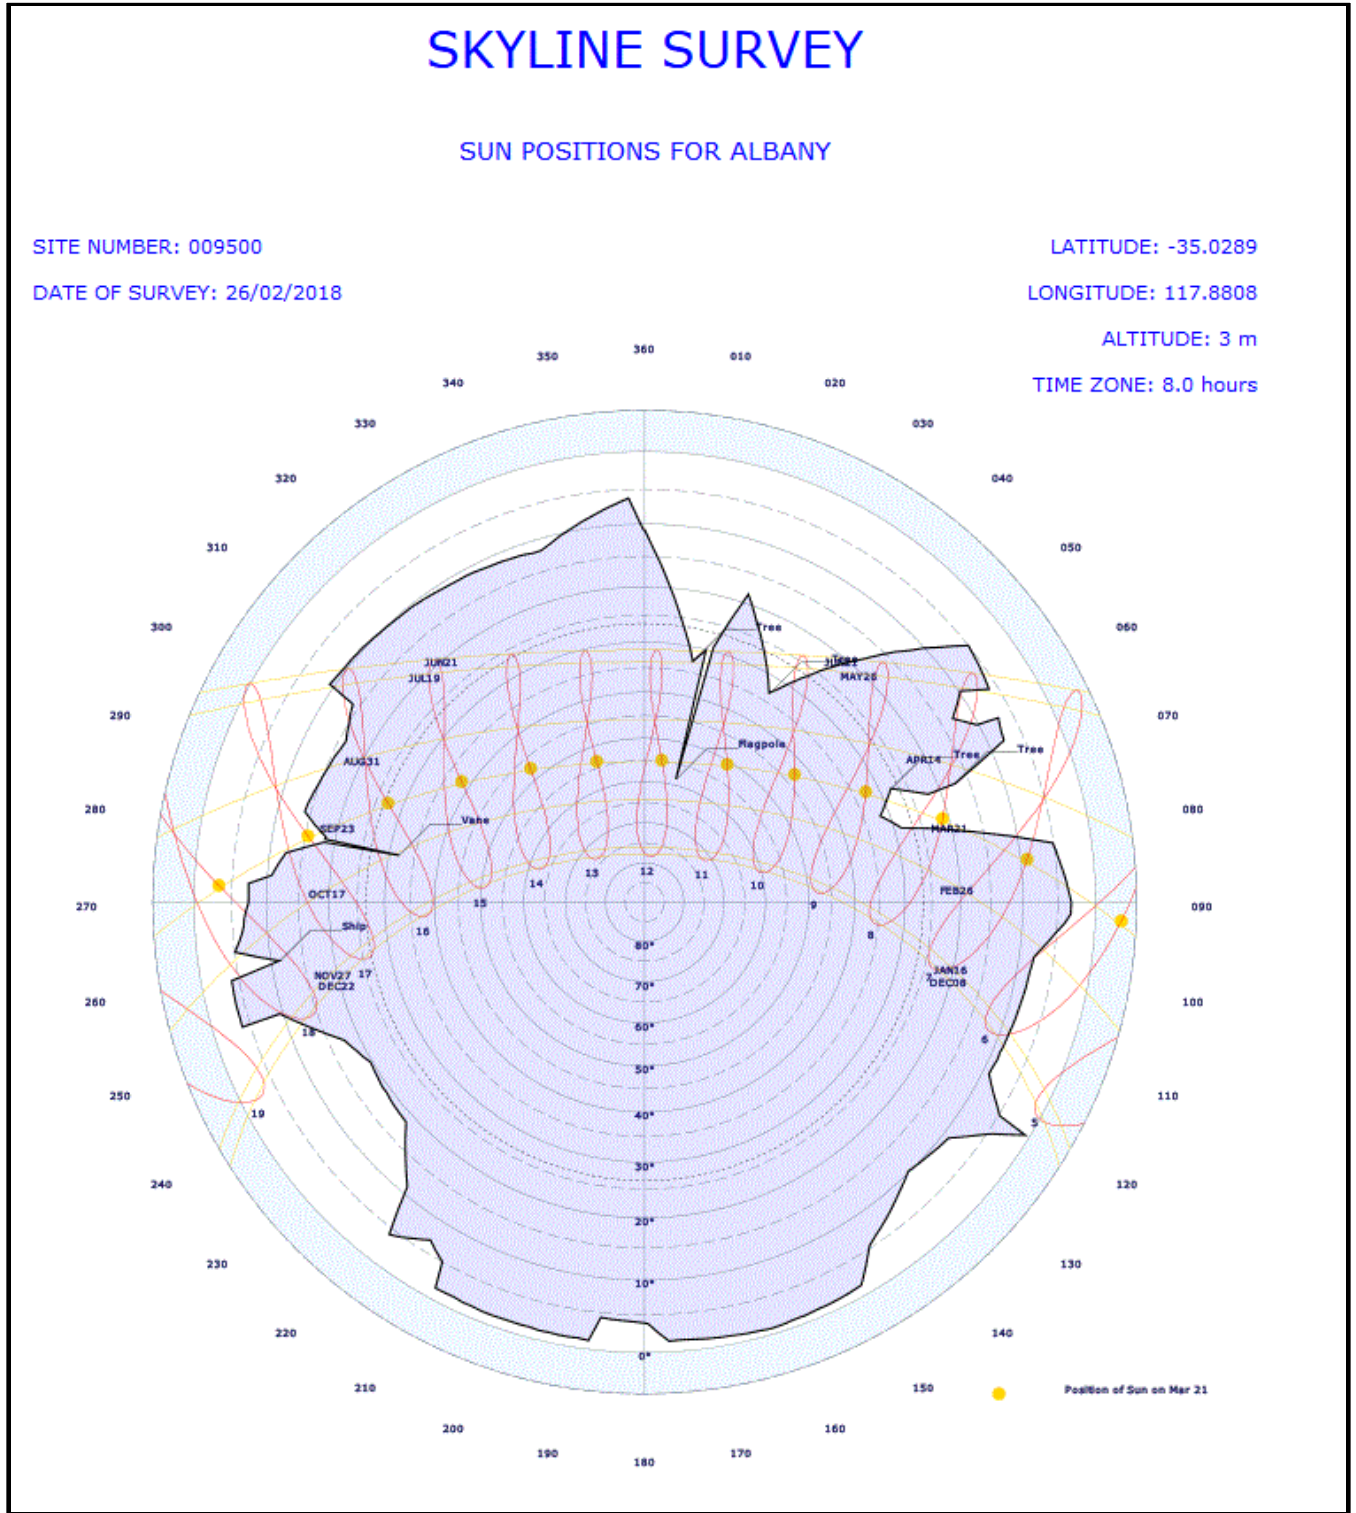 SKYLINE SURVEY
SUN POSITIONS FOR ALBANY
SITE NUMBER: 009500
LATITUDE: -35.0289
DATE OF SURVEY: 26/02/2018
LONGITUDE: 117.8808
ALTITUDE: 3 m
TIME ZONE: 8.0 hours
360
350
010
340
020
330
030
320
040
310
050
300
060
290
070
280
080
270
090
260
100
250
110
240
120
230
130
220
140
210
150
200
160
190
170
180
Tree
JUN21
JUL19
MAY26
Flagpole
AUG31
APR14
Tree
Tree
Vane
SEP23
MAR21
12
11
13
14
10
15
9
16
8
17
7
18
6
19
5
OCT17
FEB26
Ship
NOV27
DEC22
JAN16
DEC08
80°
70°
60°
50°
40°
30°
20°
10°
0°
Position of Sun on Mar 21